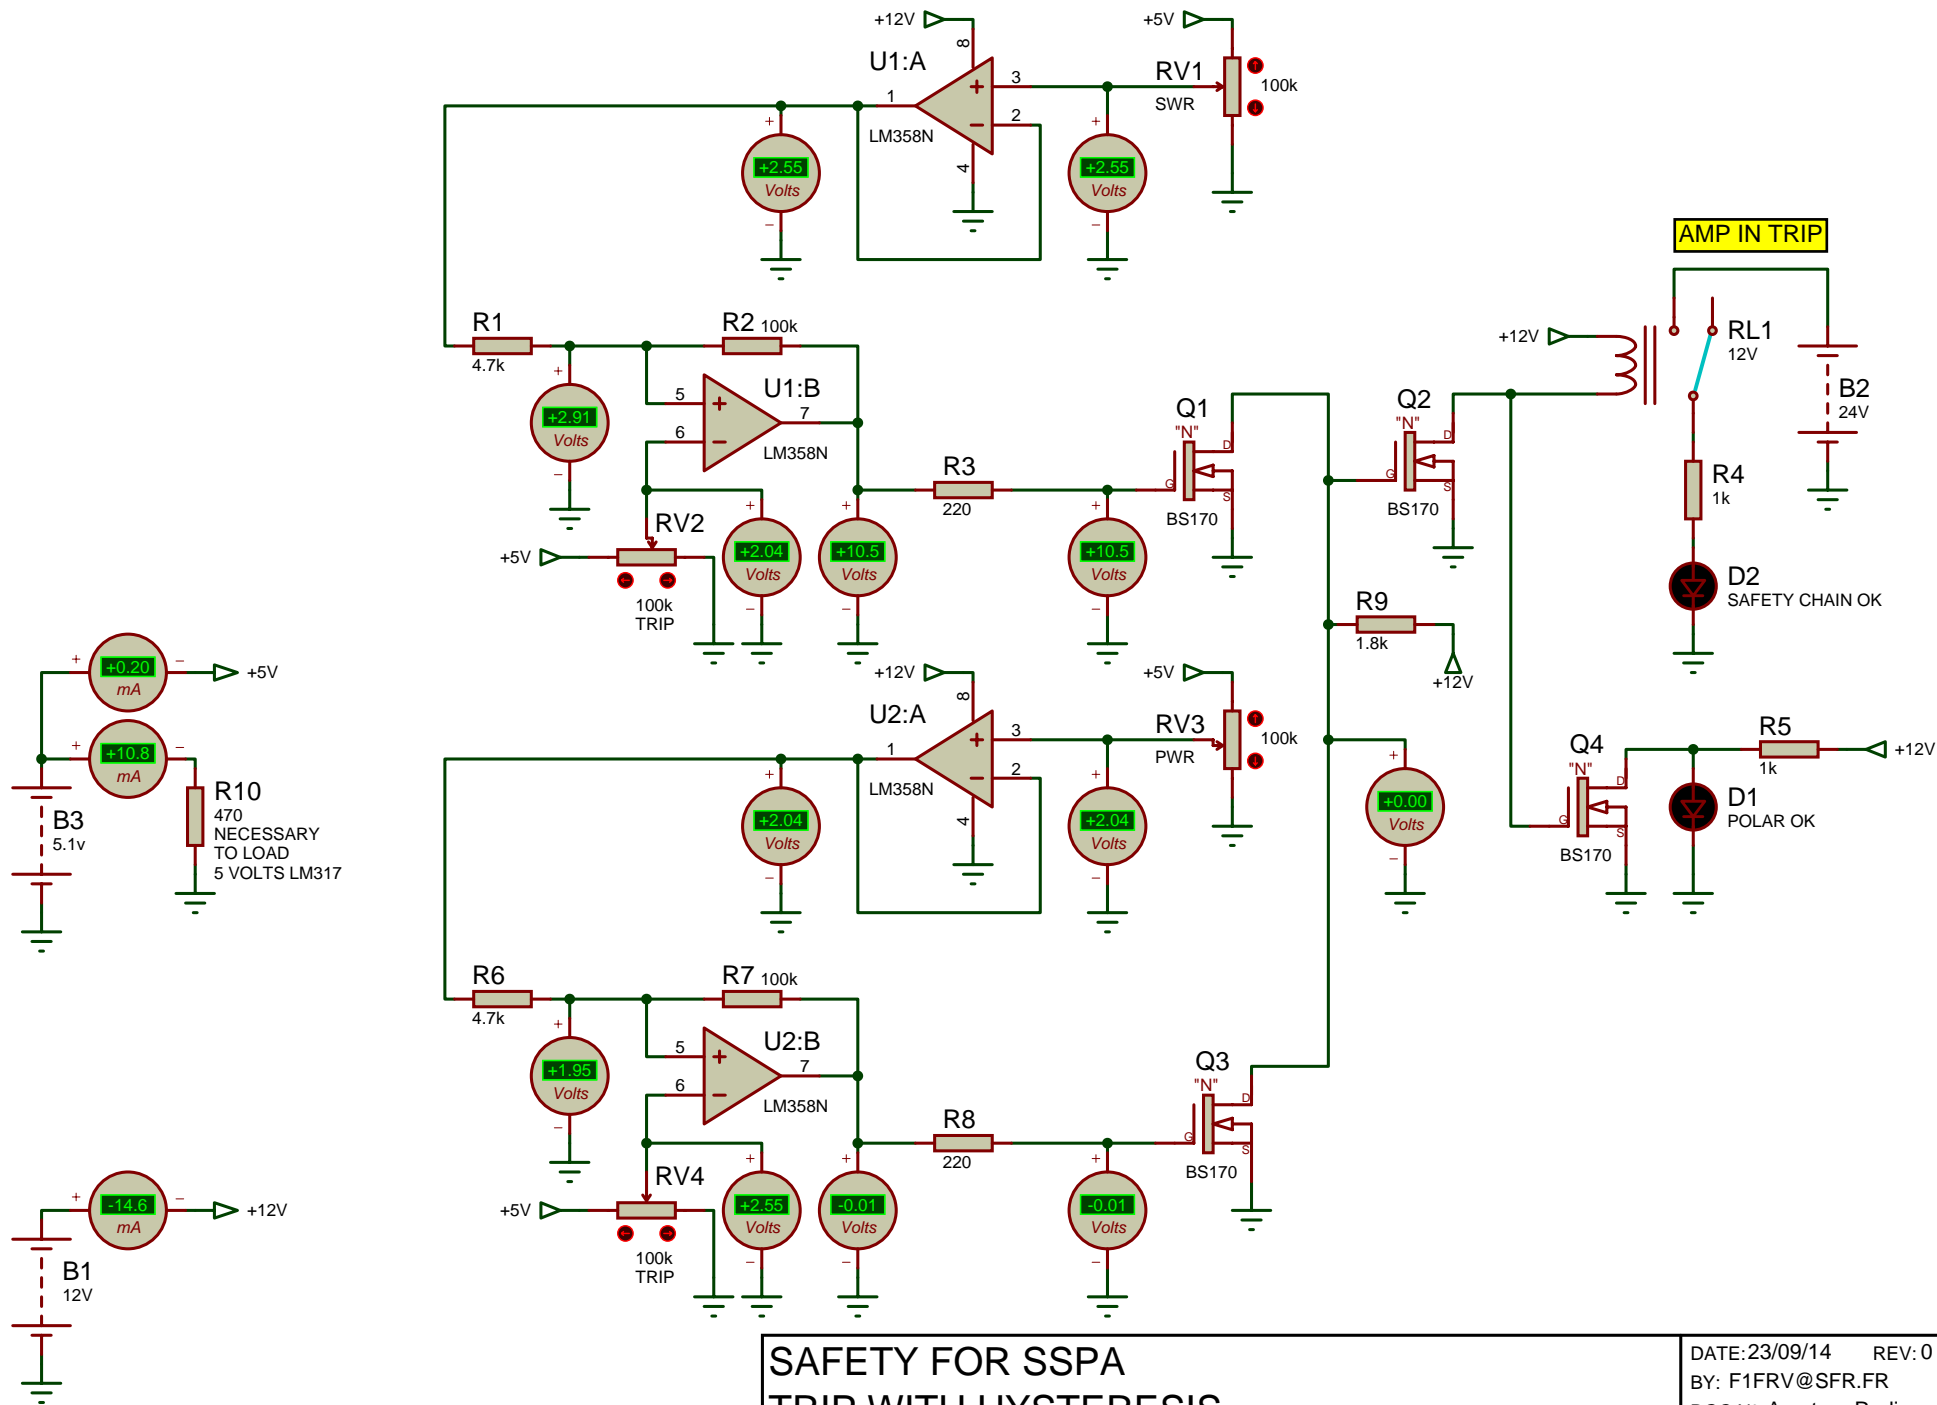 +12V
+5V
8
U1:A
3
RV1
100k
1
+
SWR
2
LM358N
−
4
+2.55
Volts
+2.55
Volts
AMP IN TRIP
R1
4.7k
R2 100k
+12V
RL1
12V
U1:B
5
6
7
LM358N
+2.91
Volts
Q1
"N"
D
G
S
BS170
Q2
"N"
D
G
S
BS170
B2
24V
R3
220
R4
1k
RV2
+5V
100k
TRIP
+2.04
Volts
+10.5
Volts
+10.5
Volts
D2
SAFETY CHAIN OK
R9
1.8k
+12V
+0.20
mA
+5V
+10.8
mA
B3
5.1v
R10
470
NECESSARY
TO LOAD
5 VOLTS LM317
+12V
+5V
8
U2:A
3
RV3
100k
1
PWR
2
LM358N
4
+2.04
Volts
+2.04
Volts
+0.00
Volts
Q4
"N"
D
G
S
BS170
R5
1k
+12V
D1
POLAR OK
R6
4.7k
R7 100k
U2:B
5
6
7
LM358N
+1.95
Volts
Q3
"N"
D
G
S
BS170
R8
220
RV4
+5V
100k
TRIP
+2.55
Volts
-0.01
Volts
-0.01
Volts
-14.6
mA
+12V
B1
12V
SAFETY FOR SSPA
TRIP WITH HYSTERESIS
DATE:23/09/14 REV:0
BY: F1FRV@SFR.FR